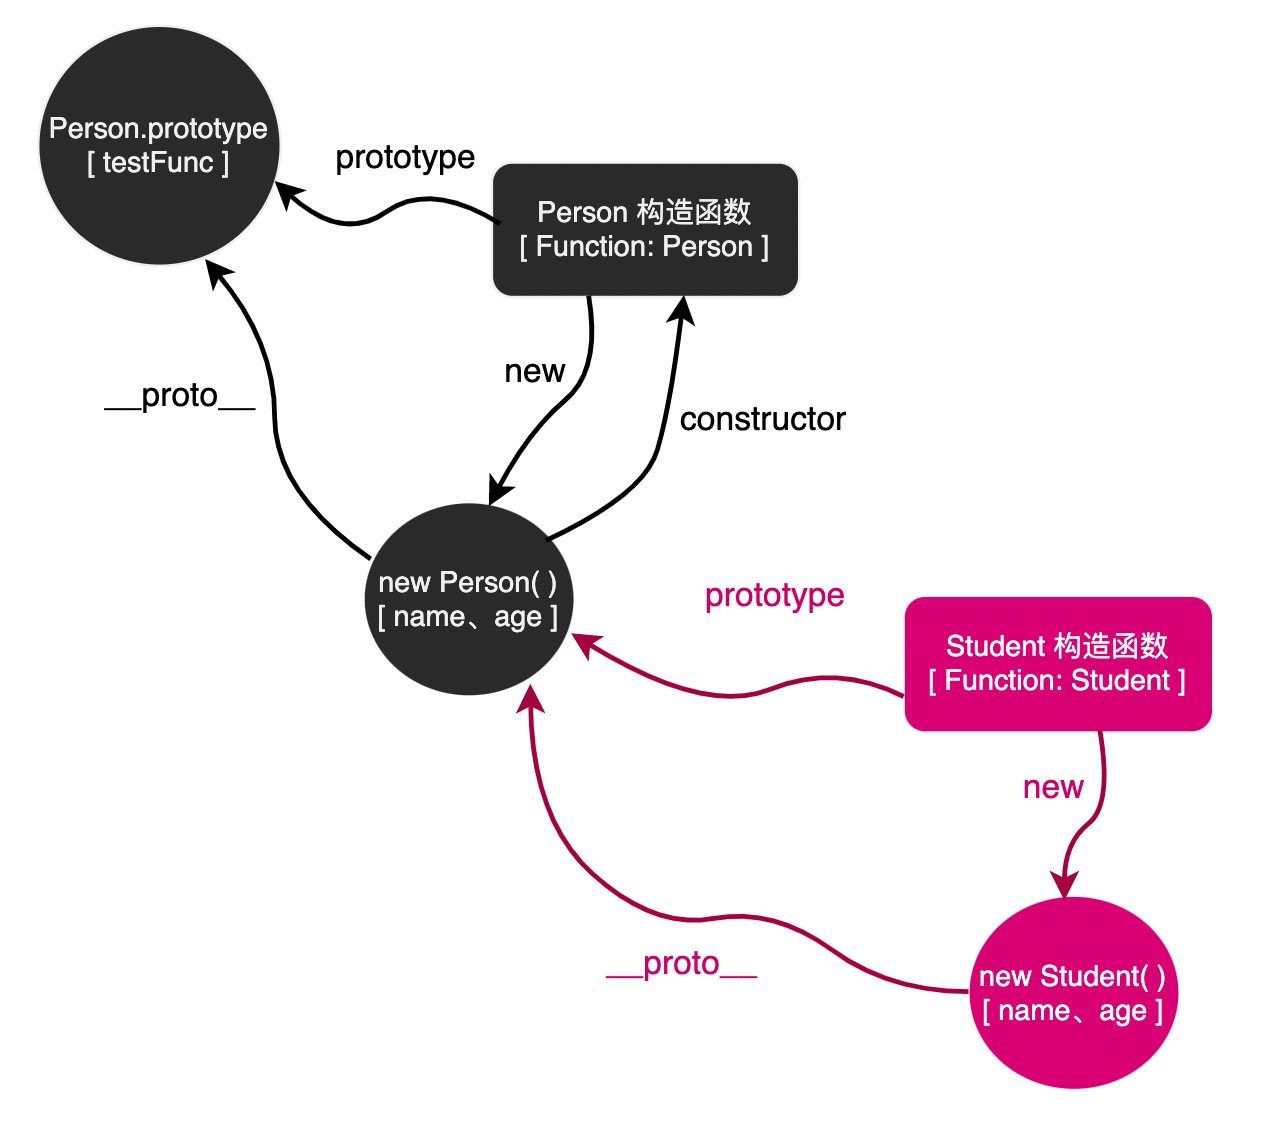 Person.prototype
[ testFunc ]
prototype
Person 构造函数
[ Function: Person ]
new
constructor
__proto__
new Person( )
[ name、age ]
prototype
Student 构造函数
[ Function: Student ]
new
__proto__
new Student( )
[ name、age ]